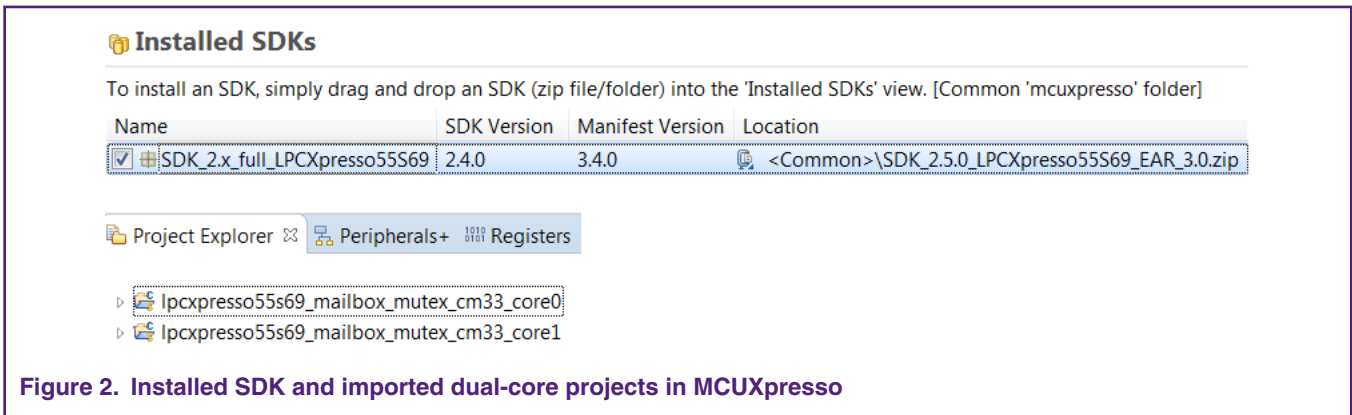 Installed SDKs
To install an SDK, simply drag and drop an SDK (zip file/folder) into the 'Installed SDKs' view. [Common 'mcuxpresso' folder]
Name SDK Version Manifest Version Location
SDK_2.x_full_LPCXpresso55S69 2.4.0 3.4.0 <Common>\SDK_2.5.0_LPCXpresso55S69_EAR_3.0.zip
Project Explorer Peripherals+ 1010 0101 Registers
lpcxpresso55s69_mailbox_mutex_cm33_core0
lpcxpresso55s69_mailbox_mutex_cm33_core1
Figure 2. Installed SDK and imported dual-core projects in MCUXpresso